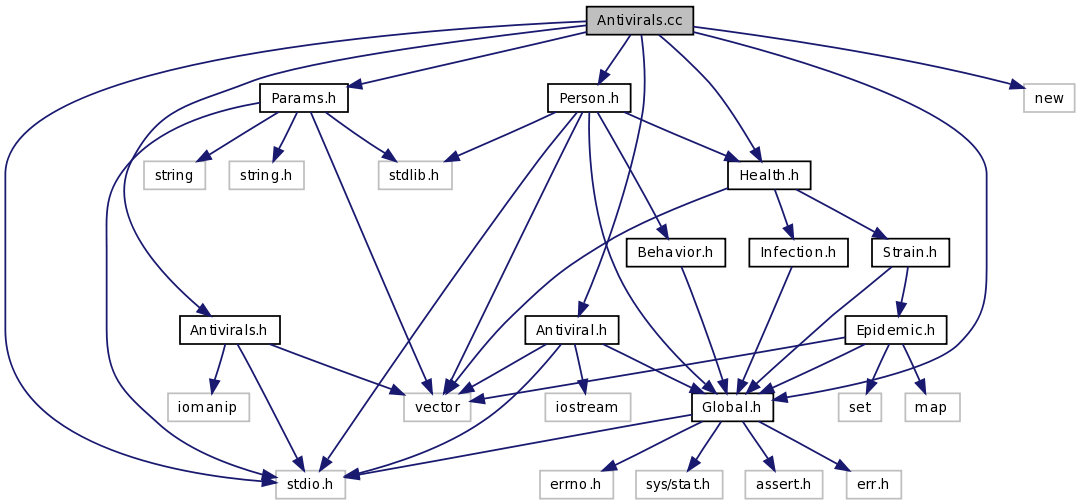 Antivirals.cc
Params.h
Person.h
new
string
string.h
stdlib.h
Health.h
Behavior.h
Infection.h
Strain.h
Antivirals.h
Antiviral.h
Epidemic.h
iomanip
vector
iostream
Global.h
set
map
stdio.h
errno.h
sys/stat.h
assert.h
err.h